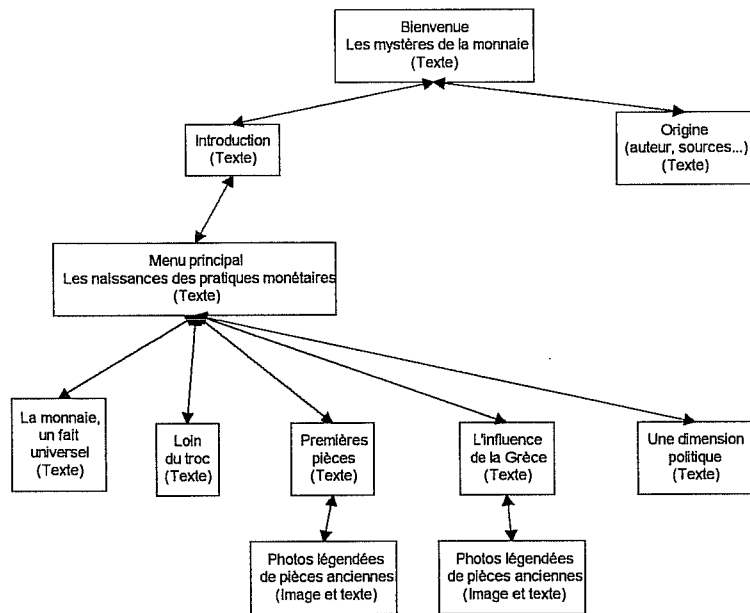 Bienvenue
Les mystères de la monnaie
(Texte)
Introduction
(Texte)
Origine
(auteur, sources...)
(Texte)
Menu principal
Les naissances des pratiques monétaires
(Texte)
La monnaie,
un fait
universel
(Texte)
Loin
du troc
(Texte)
Premières
pièces
(Texte)
L'influence
de la Grèce
(Texte)
Une dimension
politique
(Texte)
Photos légendées
de pièces anciennes
(Image et texte)
Photos légendées
de pièces anciennes
(Image et texte)